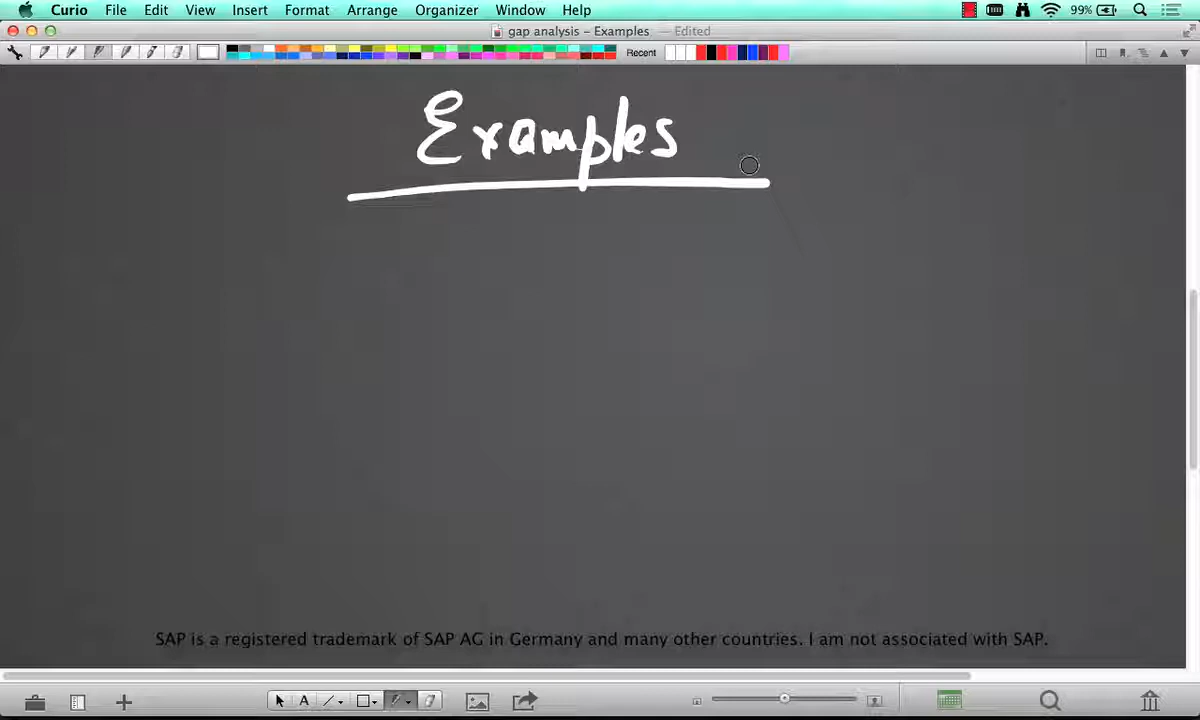 Curio File Edit View Insert Format Arrange Organizer Window Help 99%
gap analysis – Examples — Edited
Recent
Examples
SAP is a registered trademark of SAP AG in Germany and many other countries. I am not associated with SAP.
A